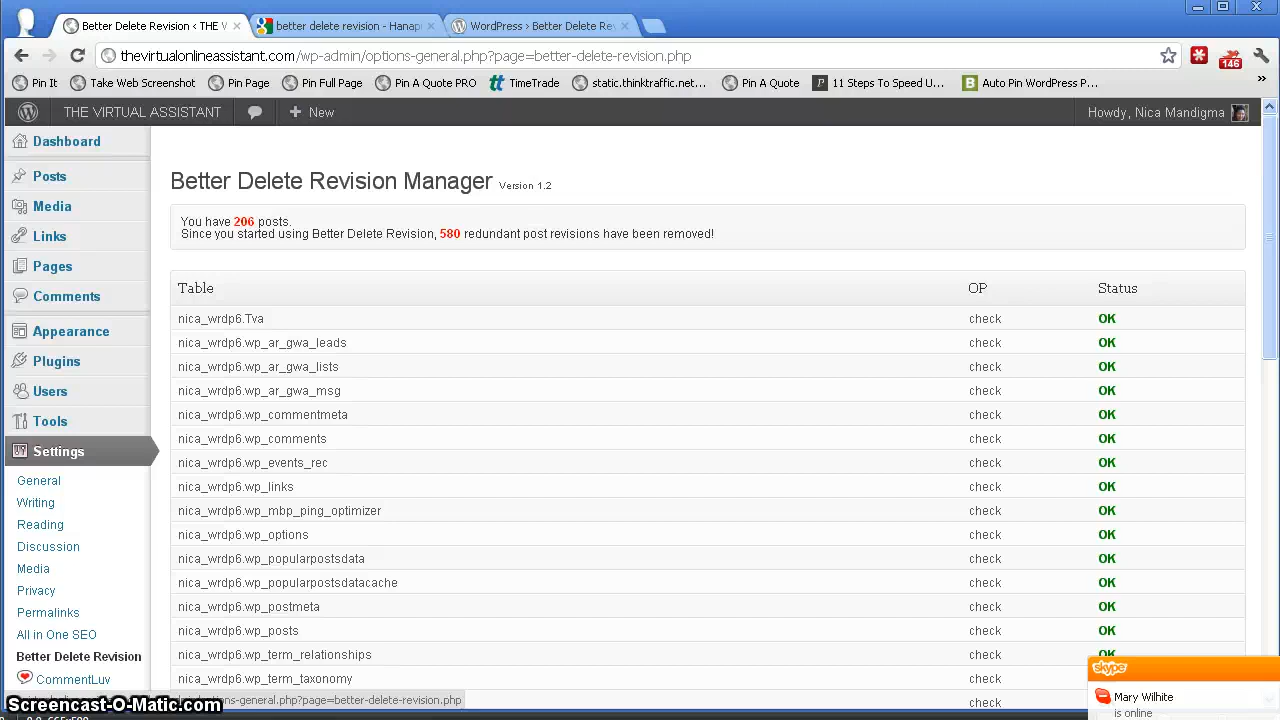 Better Delete Revision ‹ THE V
better delete revision - Hanap
WordPress › Better Delete Re
thevirtualonlineassistant.com/wp-admin/options-general.php?page=better-delete-revision.php
146
Pin It
Take Web Screenshot
Pin Page
Pin Full Page
Pin A Quote PRO
TimeTrade
static.thinktraffic.net...
Pin A Quote
11 Steps To Speed U...
Auto Pin WordPress P...
THE VIRTUAL ASSISTANT
New
Howdy, Nica Mandigma
Dashboard
Posts
Media
Links
Pages
Comments
Appearance
Plugins
Users
Tools
Settings
General
Writing
Reading
Discussion
Media
Privacy
Permalinks
All in One SEO
Better Delete Revision
CommentLuv
Better Delete Revision Manager Version 1.2
You have 206 posts.
Since you started using Better Delete Revision, 580 redundant post revisions have been removed!
Table OP Status
nica_wrdp6.Tva check OK
nica_wrdp6.wp_ar_gwa_leads check OK
nica_wrdp6.wp_ar_gwa_lists check OK
nica_wrdp6.wp_ar_gwa_msg check OK
nica_wrdp6.wp_commentmeta check OK
nica_wrdp6.wp_comments check OK
nica_wrdp6.wp_events_rec check OK
nica_wrdp6.wp_links check OK
nica_wrdp6.wp_mbp_ping_optimizer check OK
nica_wrdp6.wp_options check OK
nica_wrdp6.wp_popularpostsdata check OK
nica_wrdp6.wp_popularpostsdatacache check OK
nica_wrdp6.wp_postmeta check OK
nica_wrdp6.wp_posts check OK
nica_wrdp6.wp_term_relationships check OK
nica_wrdp6.wp_term_taxonomy check
check
skype
Mary Wilhite
is online
options-general.php?page=better-delete-revision.php
Screencast-O-Matic.com